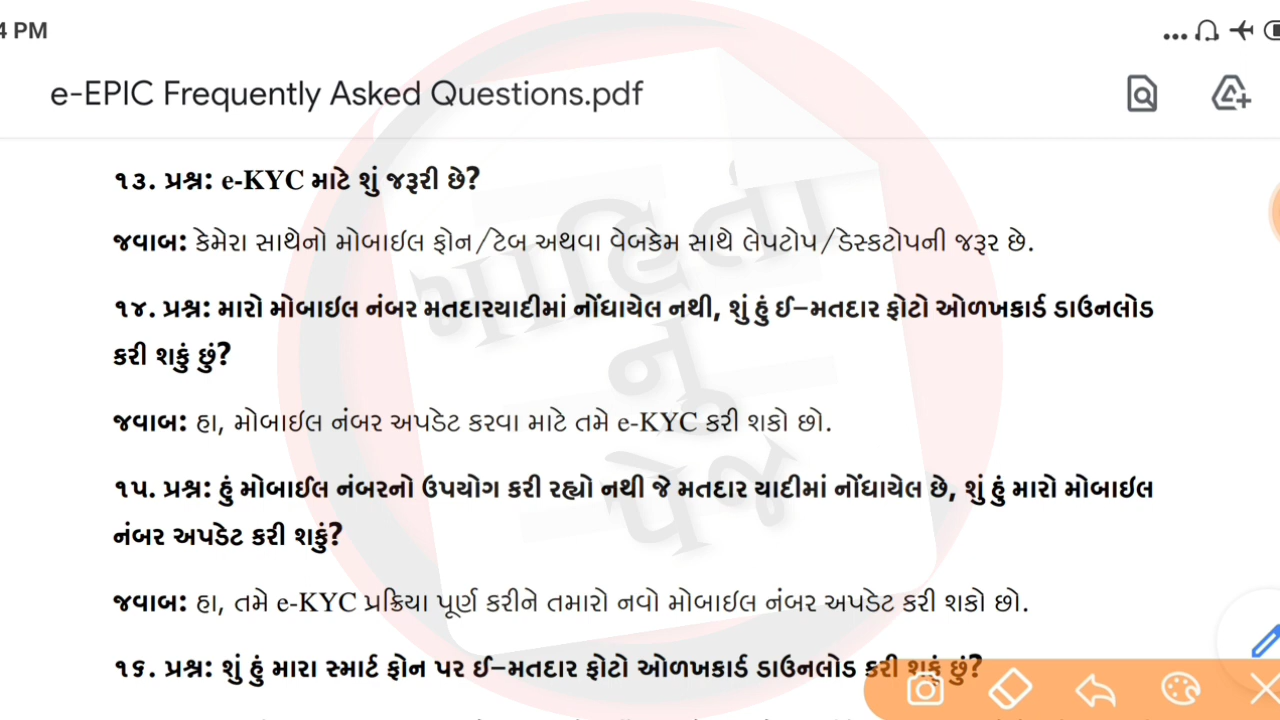 4 PM
e-EPIC Frequently Asked Questions.pdf
૧૩. પ્રશ્ન: e-KYC માટે શું જરૂરી છે?
જવાબ: કેમેરા સાથેનો મોબાઈલ ફોન/ટેબ અથવા વેબકેમ સાથે લેપટોપ/ડેસ્કટોપની જરૂર છે.
૧૪. પ્રશ્ન: મારો મોબાઈલ નંબર મતદારયાદીમાં નોંધાયેલ નથી, શું હું ઈ–મતદાર ફોટો ઓળખકાર્ડ ડાઉનલોડ
કરી શકું છું?
જવાબ: હા, મોબાઈલ નંબર અપડેટ કરવા માટે તમે e-KYC કરી શકો છો.
૧૫. પ્રશ્ન: હું મોબાઈલ નંબરનો ઉપયોગ કરી રહ્યો નથી જે મતદાર યાદીમાં નોંધાયેલ છે, શું હું મારો મોબાઈલ
નંબર અપડેટ કરી શકું?
જવાબ: હા, તમે e-KYC પ્રક્રિયા પૂર્ણ કરીને તમારો નવો મોબાઈલ નંબર અપડેટ કરી શકો છો.
૧૬. પ્રશ્ન: શું હું મારા સ્માર્ટ ફોન પર ઈ–મતદાર ફોટો ઓળખકાર્ડ ડાઉનલોડ કરી શકું છું?
માહિતી
નું
પેજ